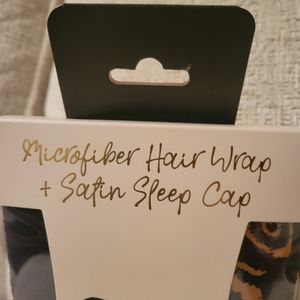 Microfiber Hair Wrap
+ Satin Sleep Cap